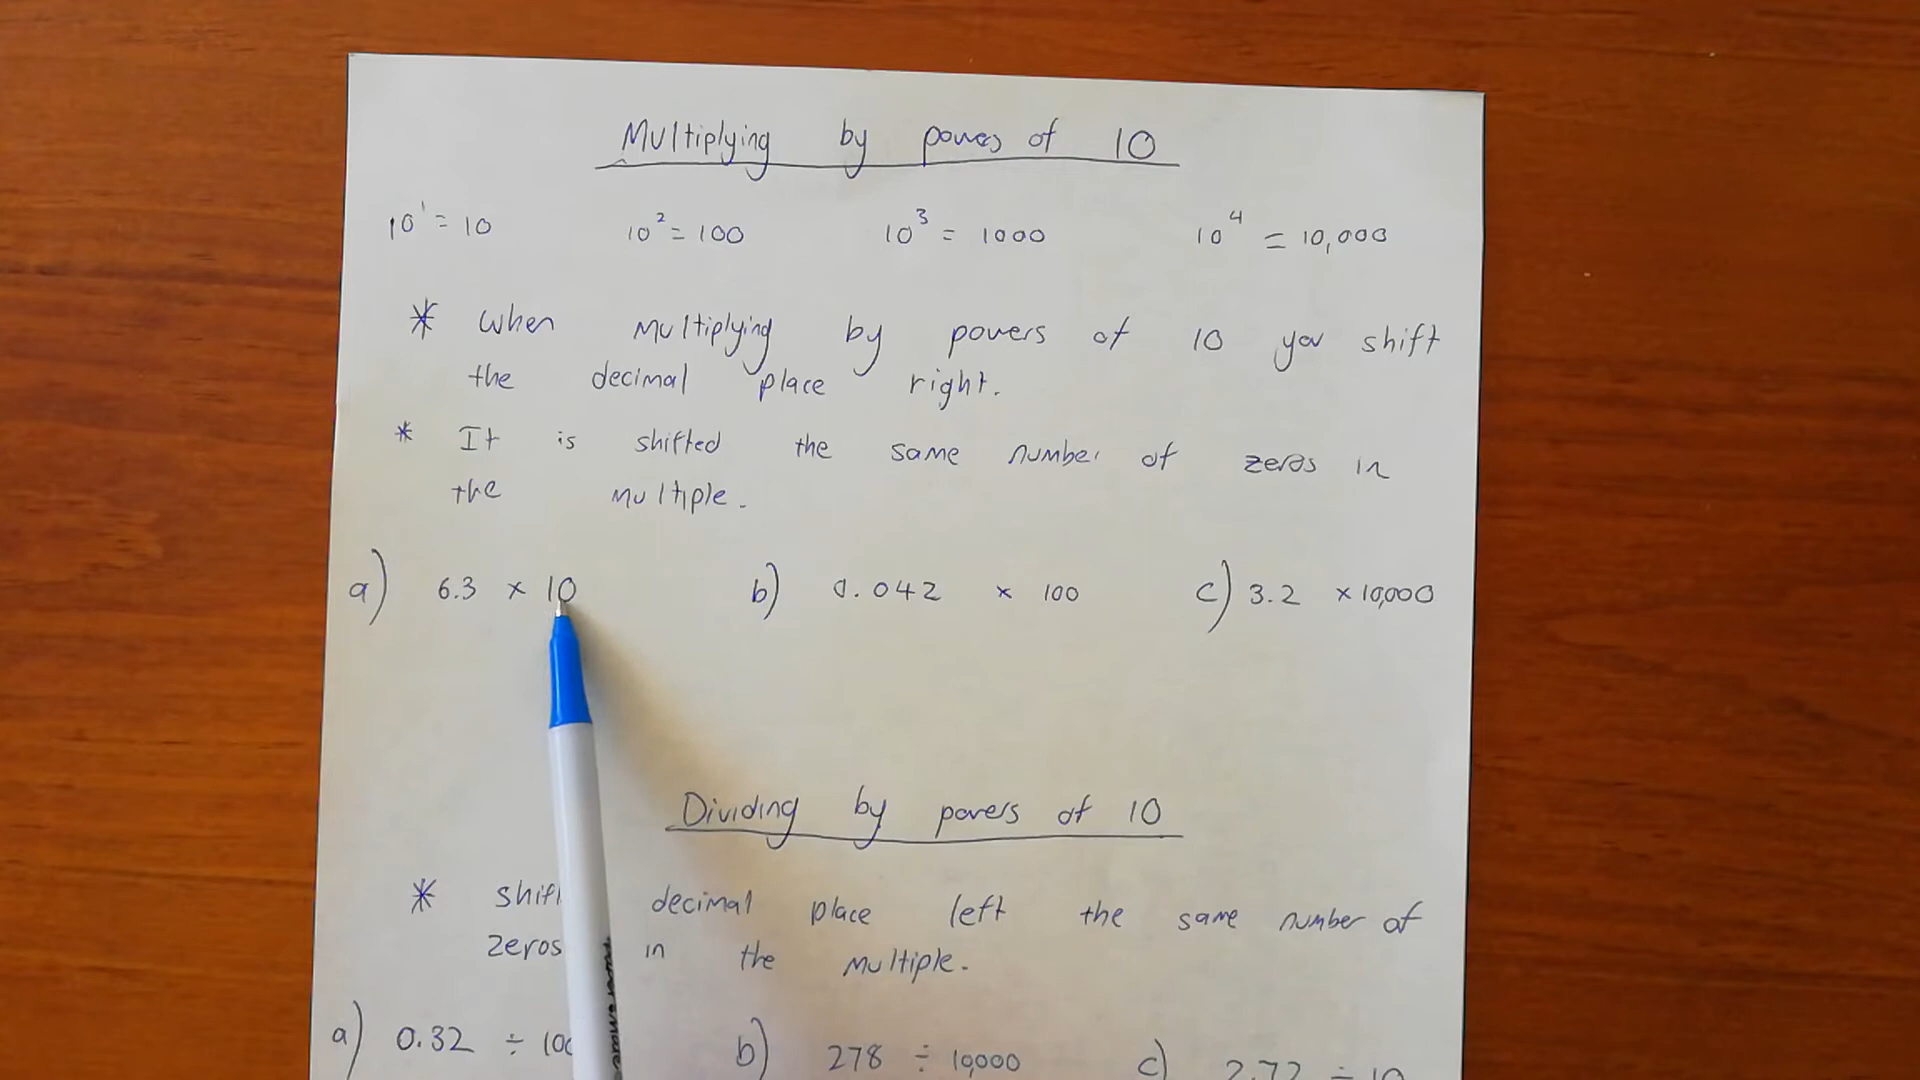 Multiplying by powers of 10
10¹ = 10 10² = 100 10³ = 1000 10⁴ = 10,000
* When multiplying by powers of 10 you shift
the decimal place right.
* It is shifted the same number of zeros in
the multiple.
a) 6.3 × 10 b) 0.042 × 100 c) 3.2 × 10,000
Dividing by powers of 10
* shift decimal place left the same number of
zeros in the multiple.
a) 0.32 ÷ b) 278 ÷ 10,000 c) 2.72 ÷ 10